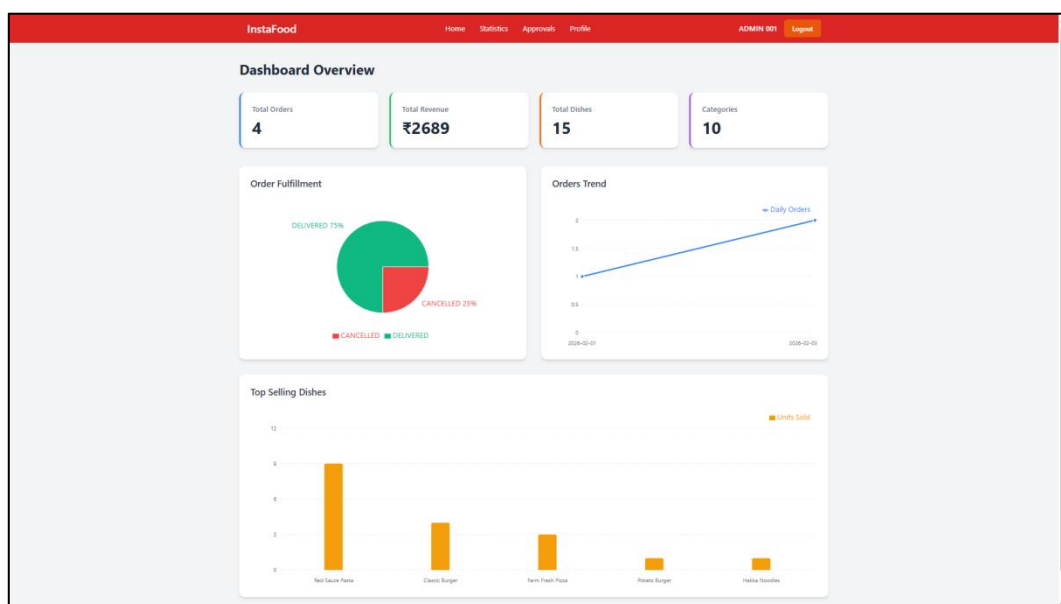 InstaFood
Home Statistics Approvals Profile
ADMIN 001 Logout
Dashboard Overview
Total Orders
4
Total Revenue
₹2689
Total Dishes
15
Categories
10
Order Fulfillment
DELIVERED 75%
CANCELLED 25%
CANCELLED DELIVERED
Orders Trend
Daily Orders
2
1.5
1
0.5
0
2026-02-01 2026-02-03
Top Selling Dishes
Units Sold
12
9
6
3
0
Red Sauce Pasta Classic Burger Farm Fresh Pizza Potato Burger Hakka Noodles